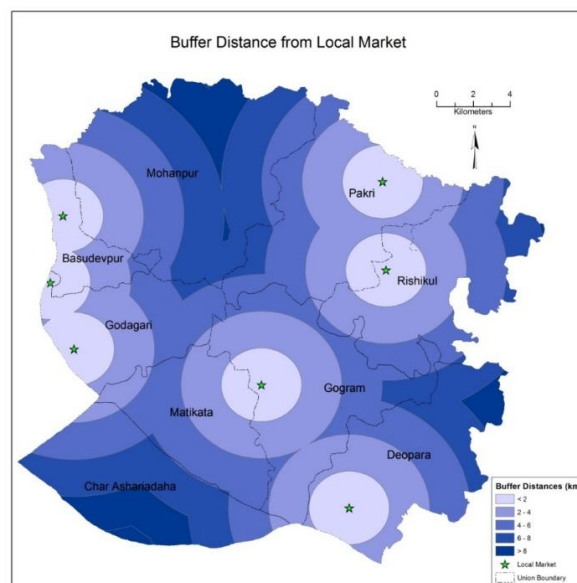 Buffer Distance from Local Market
0 2 4
Kilometers
N
Mohanpur
Pakri
Basudevpur
Rishikul
Godagari
Gogram
Matikata
Deopara
Char Ashariadaha
Buffer Distances (km
< 2
2 - 4
4 - 6
6 - 8
> 8
Local Market
Union Boundary